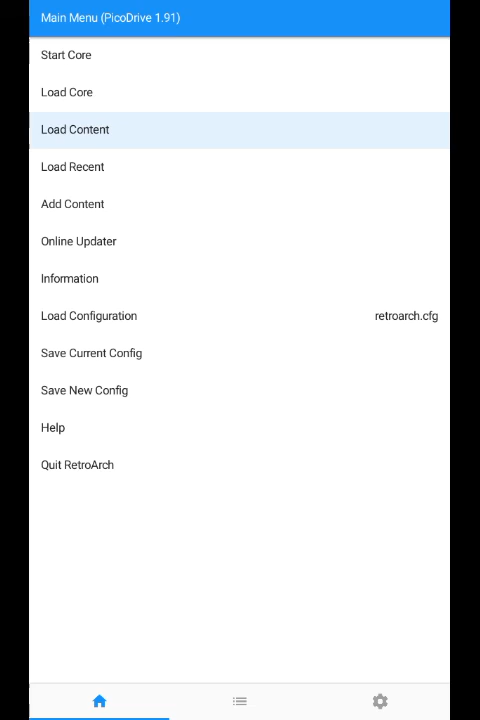 Main Menu (PicoDrive 1.91)
Start Core
Load Core
Load Content
Load Recent
Add Content
Online Updater
Information
Load Configuration retroarch.cfg
Save Current Config
Save New Config
Help
Quit RetroArch